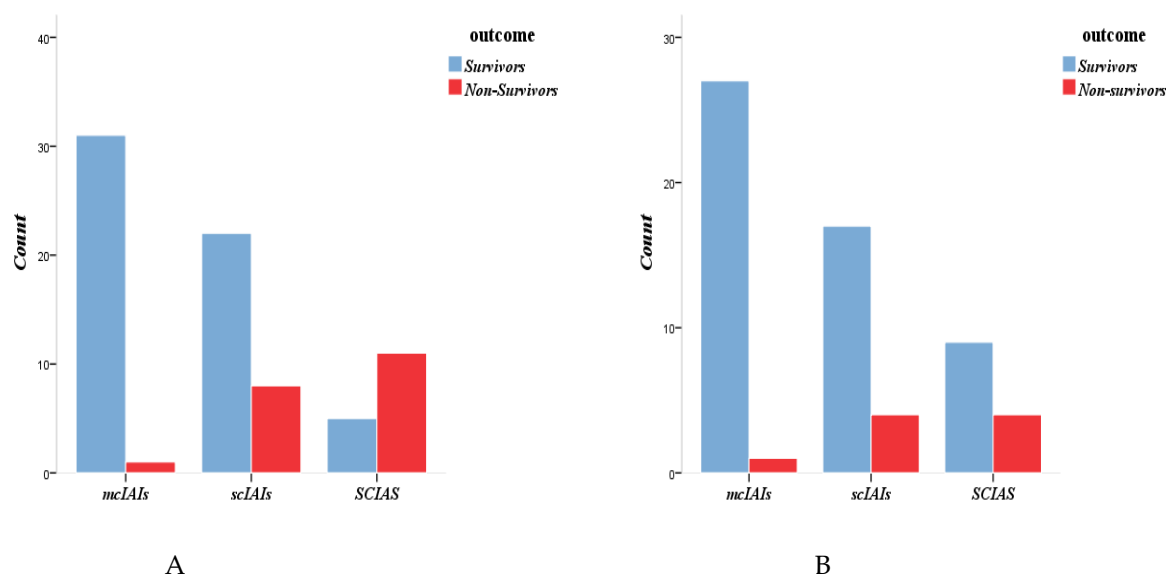 outcome
Survivors
Non-Survivors
Count
40
30
20
10
0
mcIAIs scIAIs SCIAS
A
outcome
Survivors
Non-survivors
Count
30
20
10
0
mcIAIs scIAIs SCIAS
B